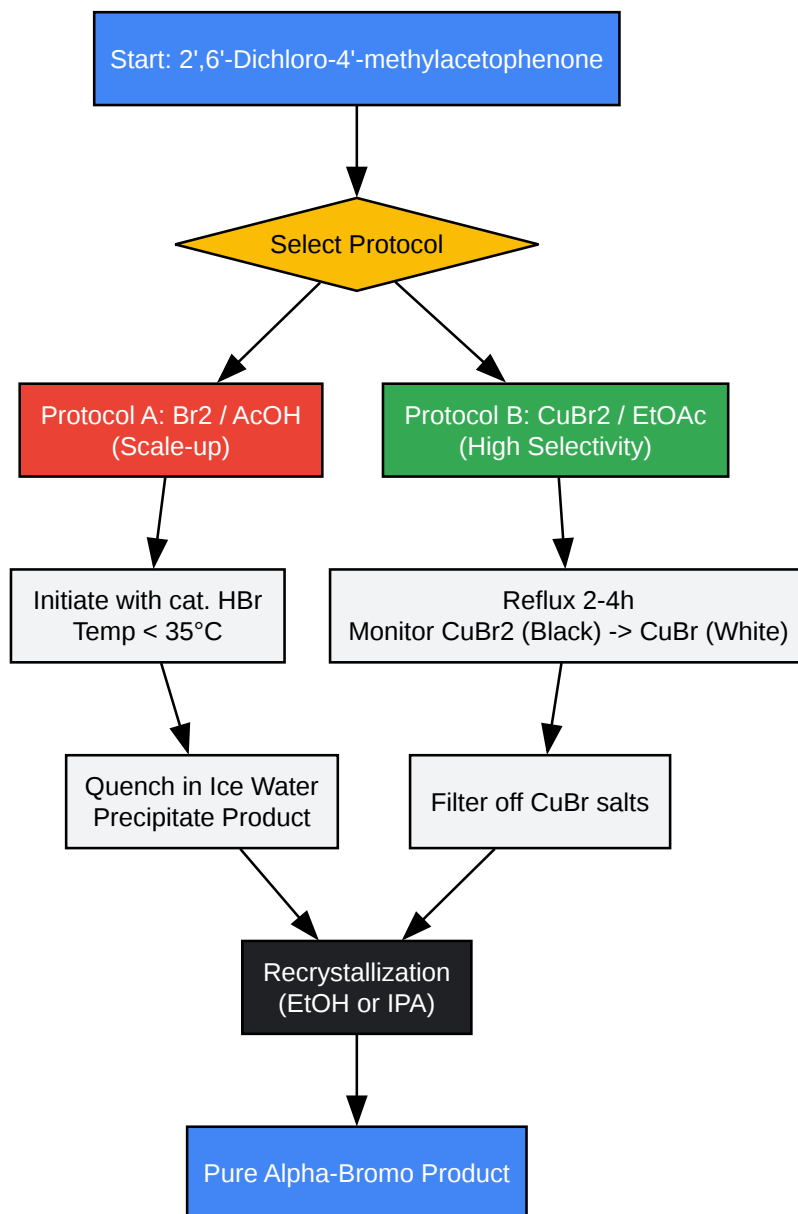 Start: 2',6'-Dichloro-4'-methylacetophenone
Select Protocol
Protocol A: Br2 / AcOH
(Scale-up)
Protocol B: CuBr2 / EtOAc
(High Selectivity)
Initiate with cat. HBr
Temp < 35°C
Reflux 2-4h
Monitor CuBr2 (Black) -> CuBr (White)
Quench in Ice Water
Precipitate Product
Filter off CuBr salts
Recrystallization
(EtOH or IPA)
Pure Alpha-Bromo Product